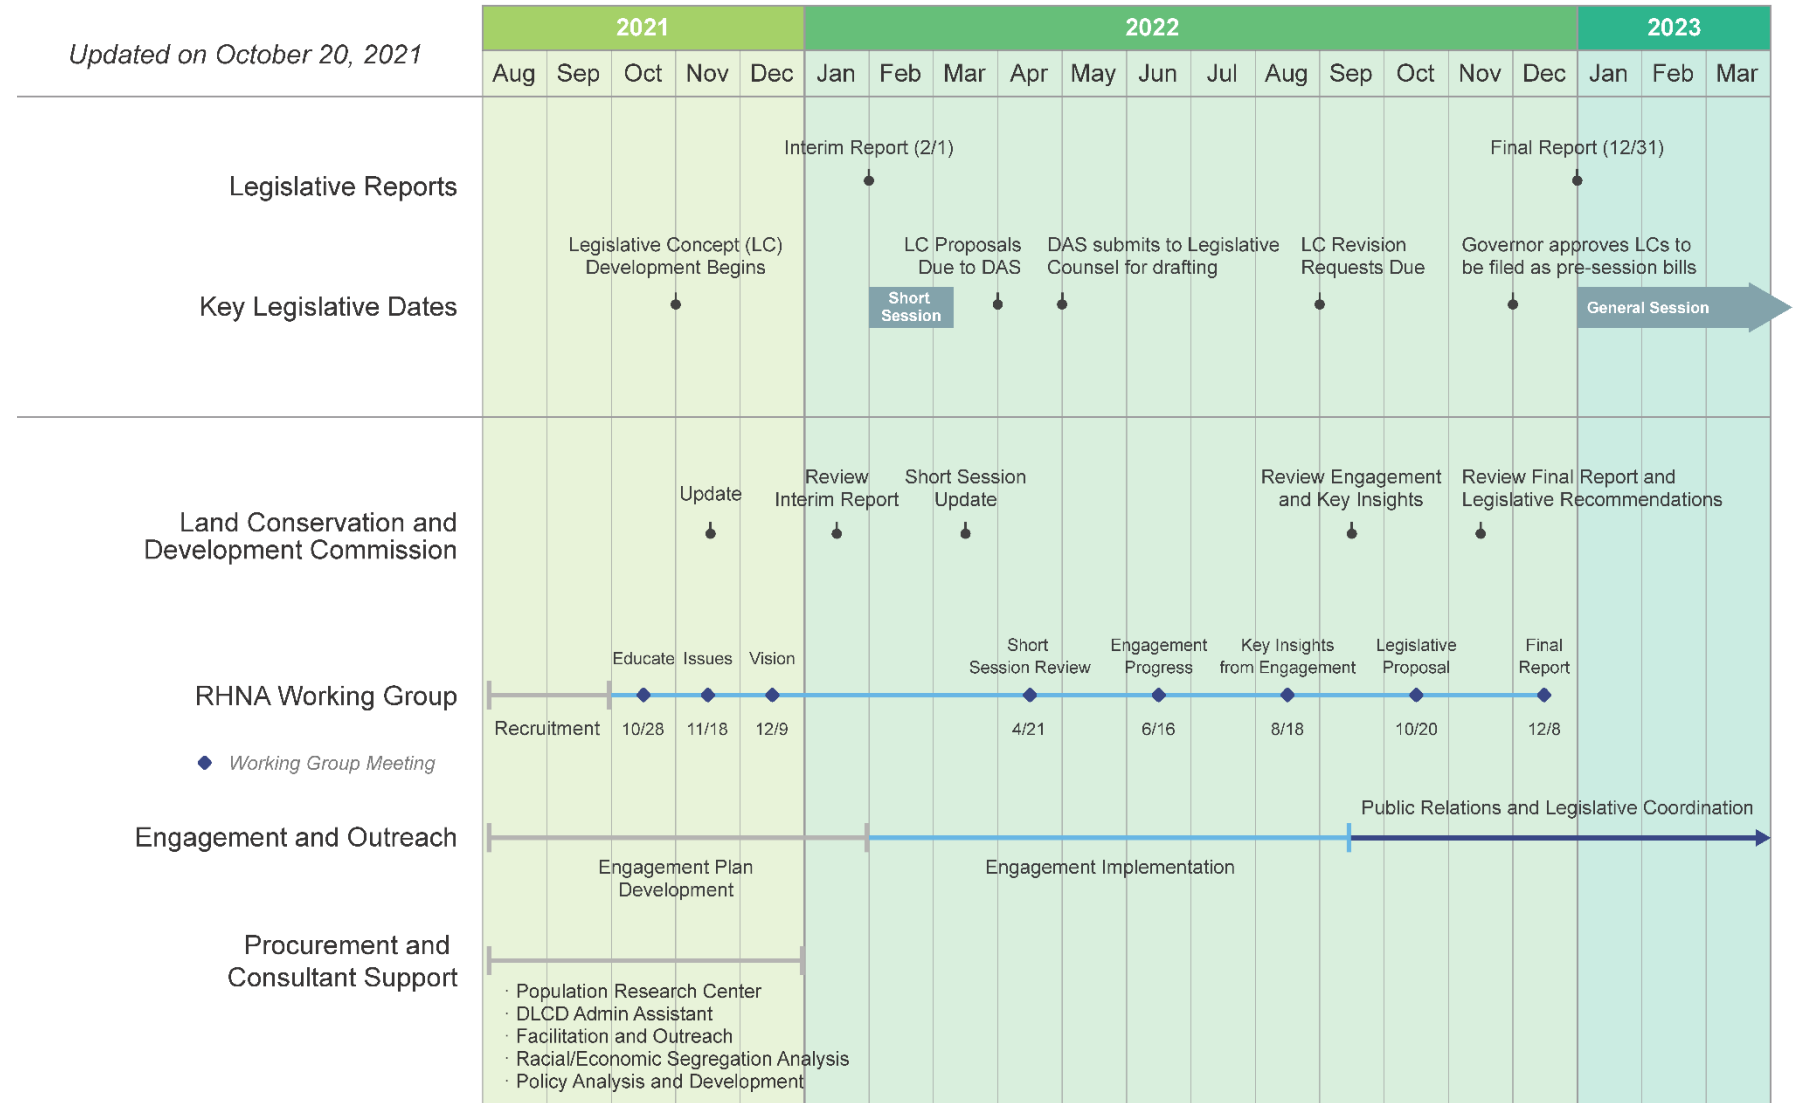 Updated on October 20, 2021
2021
2022
2023
Aug Sep Oct Nov Dec Jan Feb Mar Apr May Jun Jul Aug Sep Oct Nov Dec Jan Feb Mar
Legislative Reports
Interim Report (2/1)
Final Report (12/31)
Key Legislative Dates
Legislative Concept (LC)
Development Begins
Short
Session
LC Proposals
Due to DAS
DAS submits to Legislative
Counsel for drafting
LC Revision
Requests Due
Governor approves LCs to
be filed as pre-session bills
General Session
Land Conservation and
Development Commission
Update
Review
Interim Report
Short Session
Update
Review Engagement
and Key Insights
Review Final Report and
Legislative Recommendations
RHNA Working Group
Recruitment
Educate
10/28
Issues
11/18
Vision
12/9
Short
Session Review
4/21
Engagement
Progress
6/16
Key Insights
from Engagement
8/18
Legislative
Proposal
10/20
Final
Report
12/8
Working Group Meeting
Engagement and Outreach
Engagement Plan
Development
Engagement Implementation
Public Relations and Legislative Coordination
Procurement and
Consultant Support
· Population Research Center
· DLCD Admin Assistant
· Facilitation and Outreach
· Racial/Economic Segregation Analysis
· Policy Analysis and Development